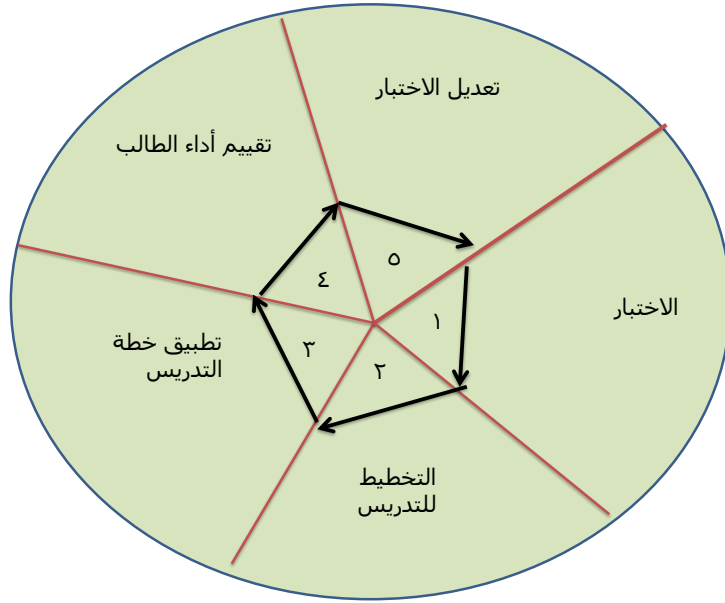 تعديل الاختبار
تقييم أداء الطالب
٥
٤
١
الاختبار
تطبيق خطة
التدريس
٣
٢
التخطيط
للتدريس